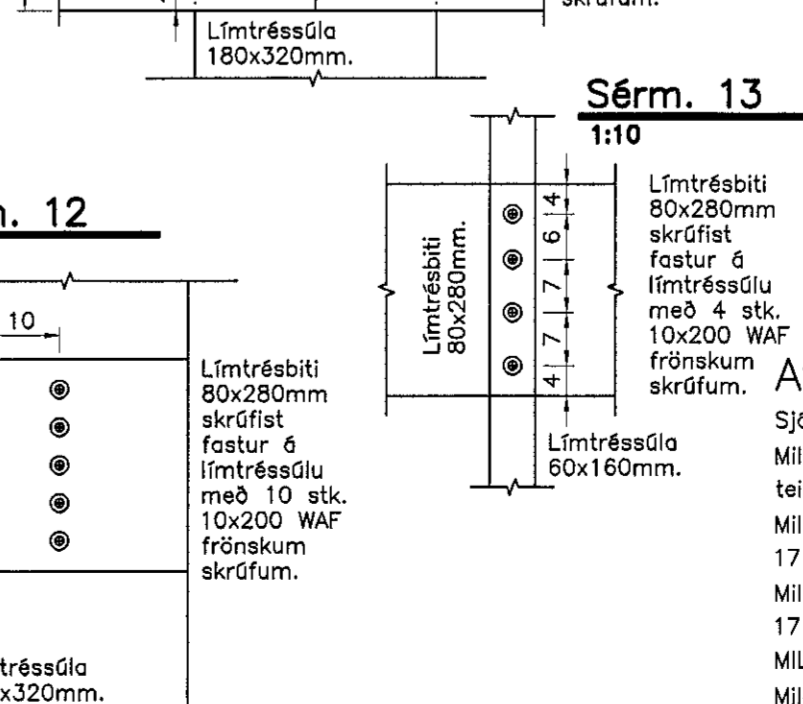 skrúfum.
Límtréssúla
180x320mm.
Sérm. 13
1:10
12
10
Límtrésbiti
80x280mm
skrúfist
fastur á
límtréssúlu
með 10 stk.
10x200 WAF
frönskum
skrúfum.
Límtrésbiti
80x280mm.
4
6
7
7
4
Límtrésbiti
80x280mm
skrúfist
fastur á
límtréssúlu
með 4 stk.
10x200 WAF
frönskum
skrúfum.
Límtréssúla
60x160mm.
tréssúla
x320mm.
Mil
tei
Mil
17
Mil
17
MIL
Mil